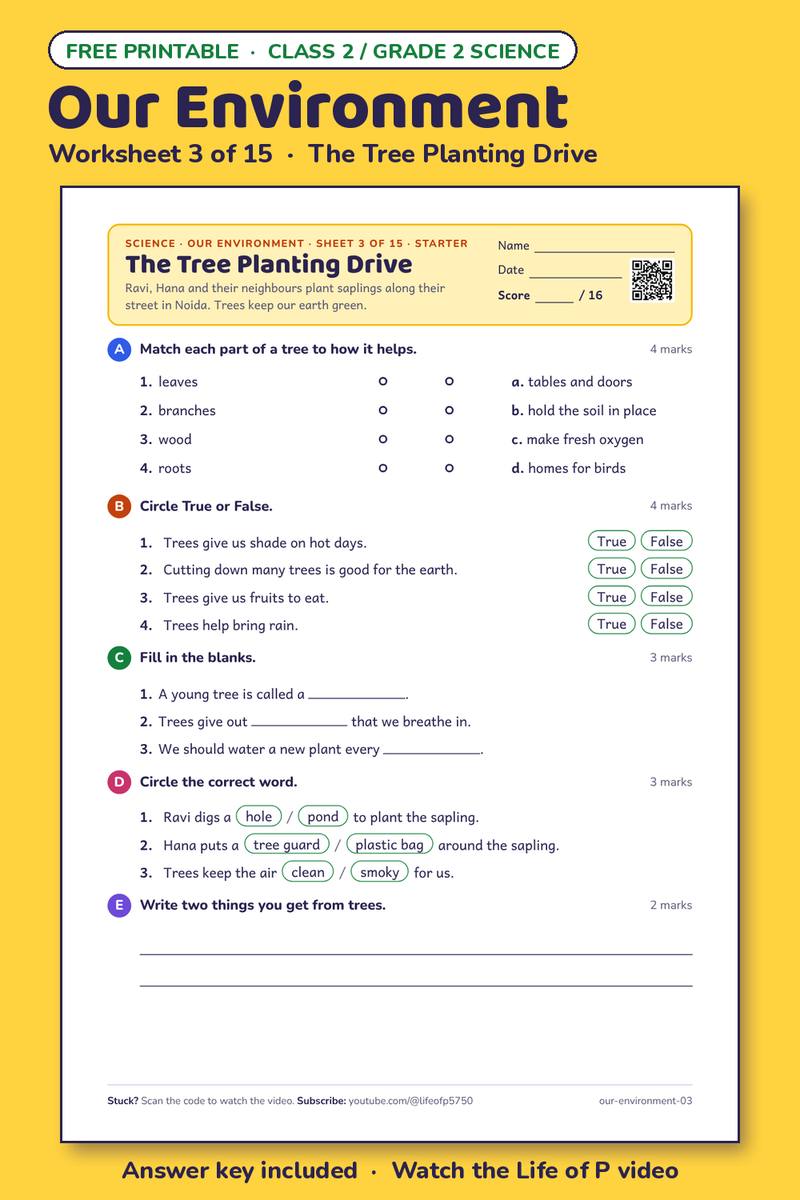 FREE PRINTABLE · CLASS 2 / GRADE 2 SCIENCE
Our Environment
Worksheet 3 of 15 · The Tree Planting Drive
SCIENCE · OUR ENVIRONMENT · SHEET 3 OF 15 · STARTER
The Tree Planting Drive
Ravi, Hana and their neighbours plant saplings along their
street in Noida. Trees keep our earth green.
Name ____________________
Date ______________
Score ______ / 16
A Match each part of a tree to how it helps. 4 marks
1. leaves a. tables and doors
2. branches b. hold the soil in place
3. wood c. make fresh oxygen
4. roots d. homes for birds
B Circle True or False. 4 marks
1. Trees give us shade on hot days. True False
2. Cutting down many trees is good for the earth. True False
3. Trees give us fruits to eat. True False
4. Trees help bring rain. True False
C Fill in the blanks. 3 marks
1. A young tree is called a ______________.
2. Trees give out ______________ that we breathe in.
3. We should water a new plant every ______________.
D Circle the correct word. 3 marks
1. Ravi digs a hole / pond to plant the sapling.
2. Hana puts a tree guard / plastic bag around the sapling.
3. Trees keep the air clean / smoky for us.
E Write two things you get from trees. 2 marks
Stuck? Scan the code to watch the video. Subscribe: youtube.com/@lifeofp5750 our-environment-03
Answer key included · Watch the Life of P video